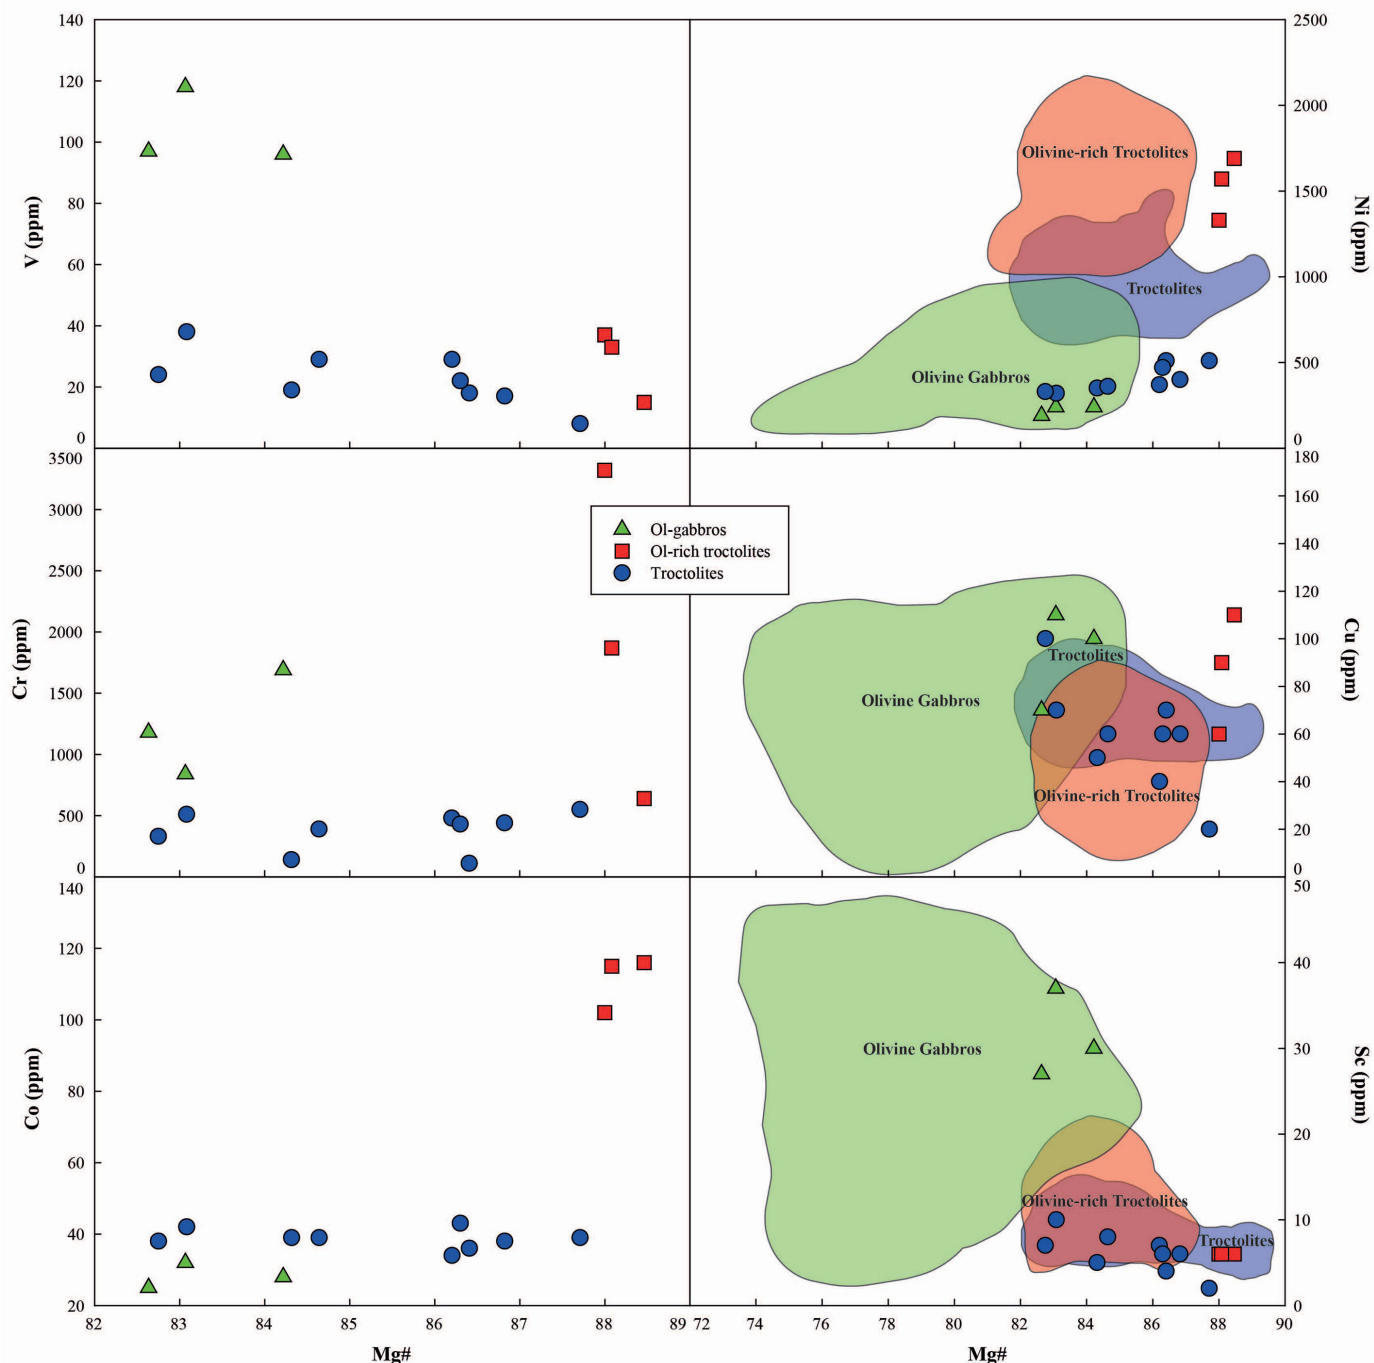 140
120
100
80
60
40
20
0
V (ppm)
2500
2000
1500
1000
500
0
Ni (ppm)
Olivine-rich Troctolites
Troctolites
Olivine Gabbros
3500
3000
2500
2000
1500
1000
500
0
Cr (ppm)
Ol-gabbros
Ol-rich troctolites
Troctolites
180
160
140
120
100
80
60
40
20
0
Cu (ppm)
Troctolites
Olivine Gabbros
Olivine-rich Troctolites
140
120
100
80
60
40
20
Co (ppm)
50
40
30
20
10
0
Sc (ppm)
Olivine Gabbros
Olivine-rich Troctolites
Troctolites
82 83 84 85 86 87 88 89
72 74 76 78 80 82 84 86 88 90
Mg#
Mg#